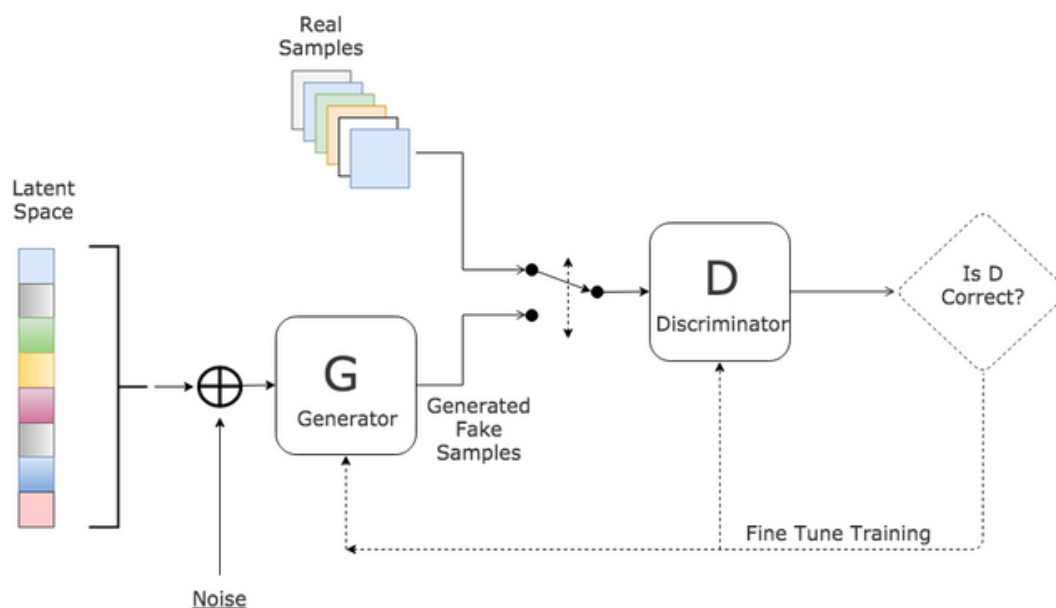 Real
Samples
Latent
Space
D
Discriminator
Is D
Correct?
G
Generator
Generated
Fake
Samples
Fine Tune Training
Noise